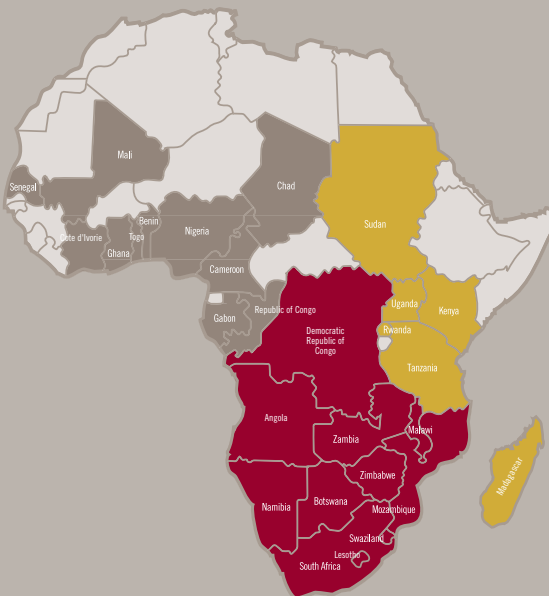 Mali
Senegal
Chad
Benin
Sudan
Nigeria
Togo
Cote d'Ivorie
Ghana
Cameroon
Uganda
Republic of Congo
Kenya
Gabon
Rwanda
Democratic
Republic of
Congo
Tanzania
Angola
Malawi
Zambia
Madagascar
Zimbabwe
Botswana
Namibia
Mozambique
Swaziland
Lesotho
South Africa